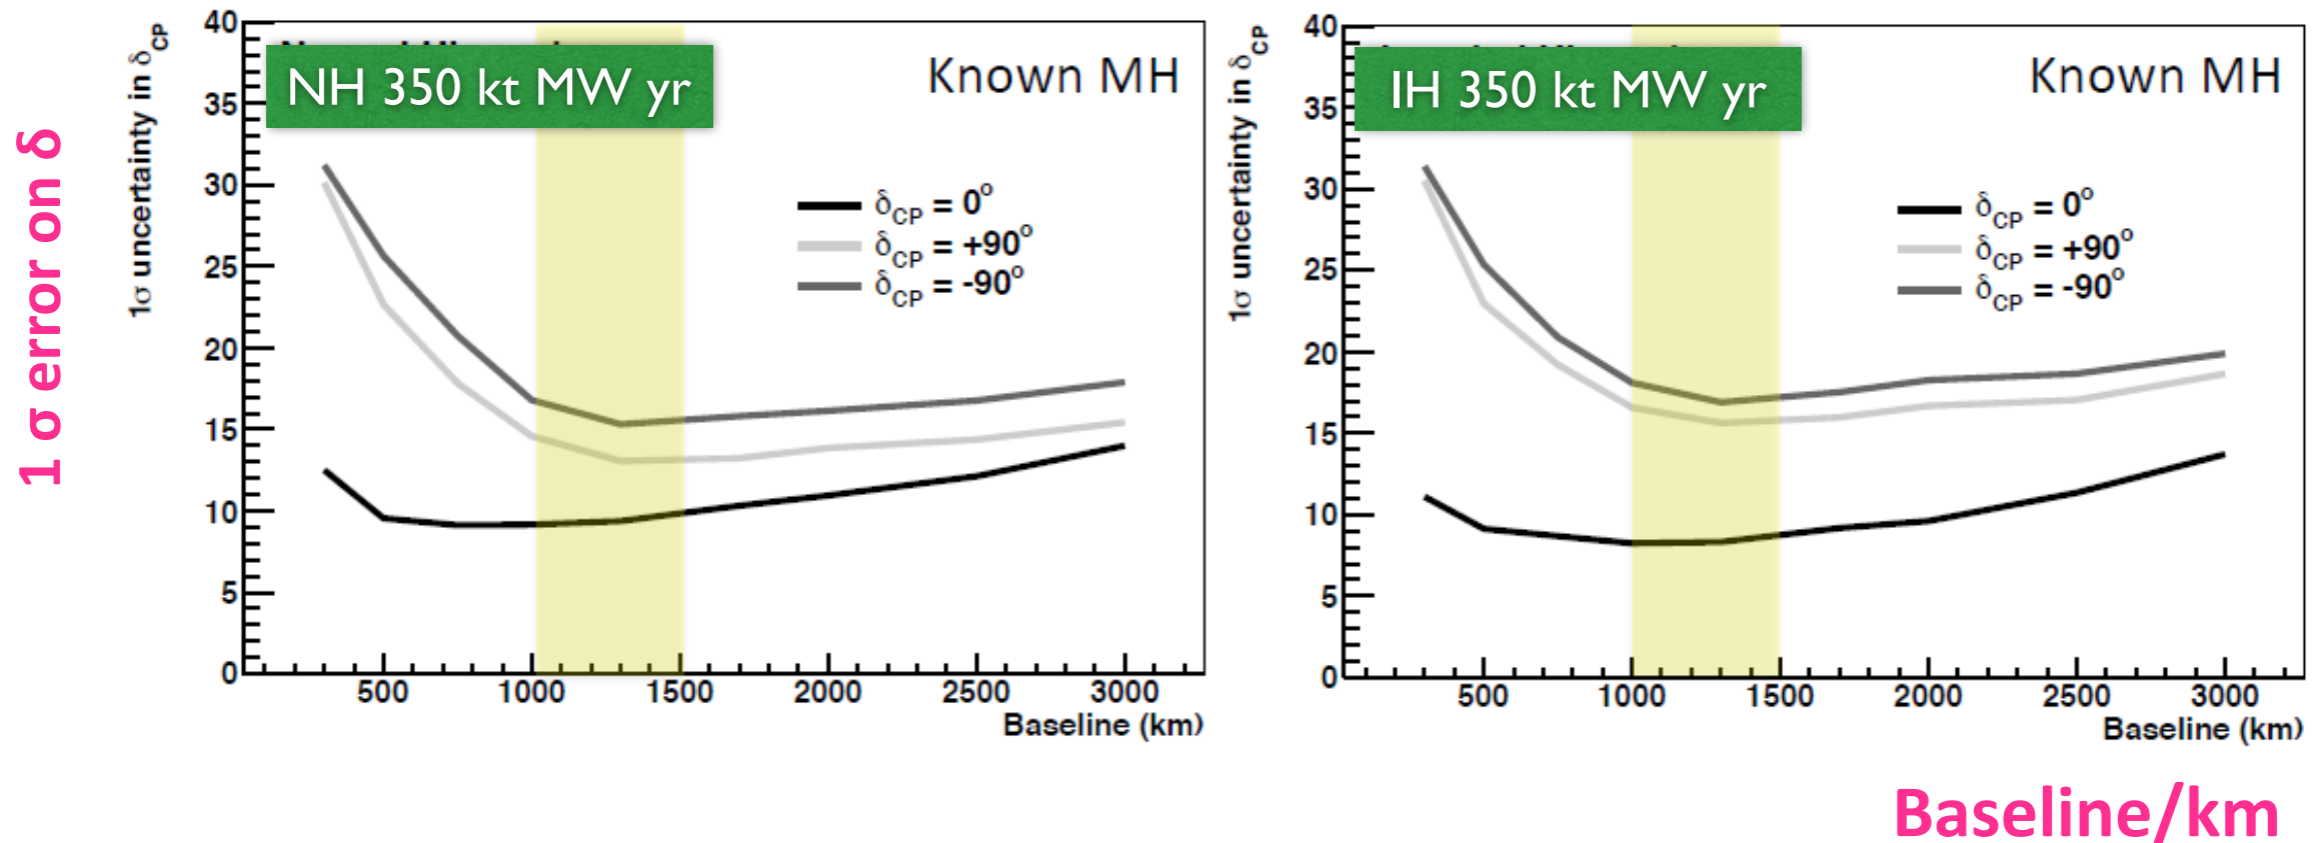 1 σ error on δ
1σ uncertainty in δCP
NH 350 kt MW yr
Known MH
δCP = 0°
δCP = +90°
δCP = -90°
40
35
30
25
20
15
10
5
0
500 1000 1500 2000 2500 3000
Baseline (km)
1σ uncertainty in δCP
IH 350 kt MW yr
Known MH
δCP = 0°
δCP = +90°
δCP = -90°
40
35
30
25
20
15
10
5
0
500 1000 1500 2000 2500 3000
Baseline (km)
Baseline/km